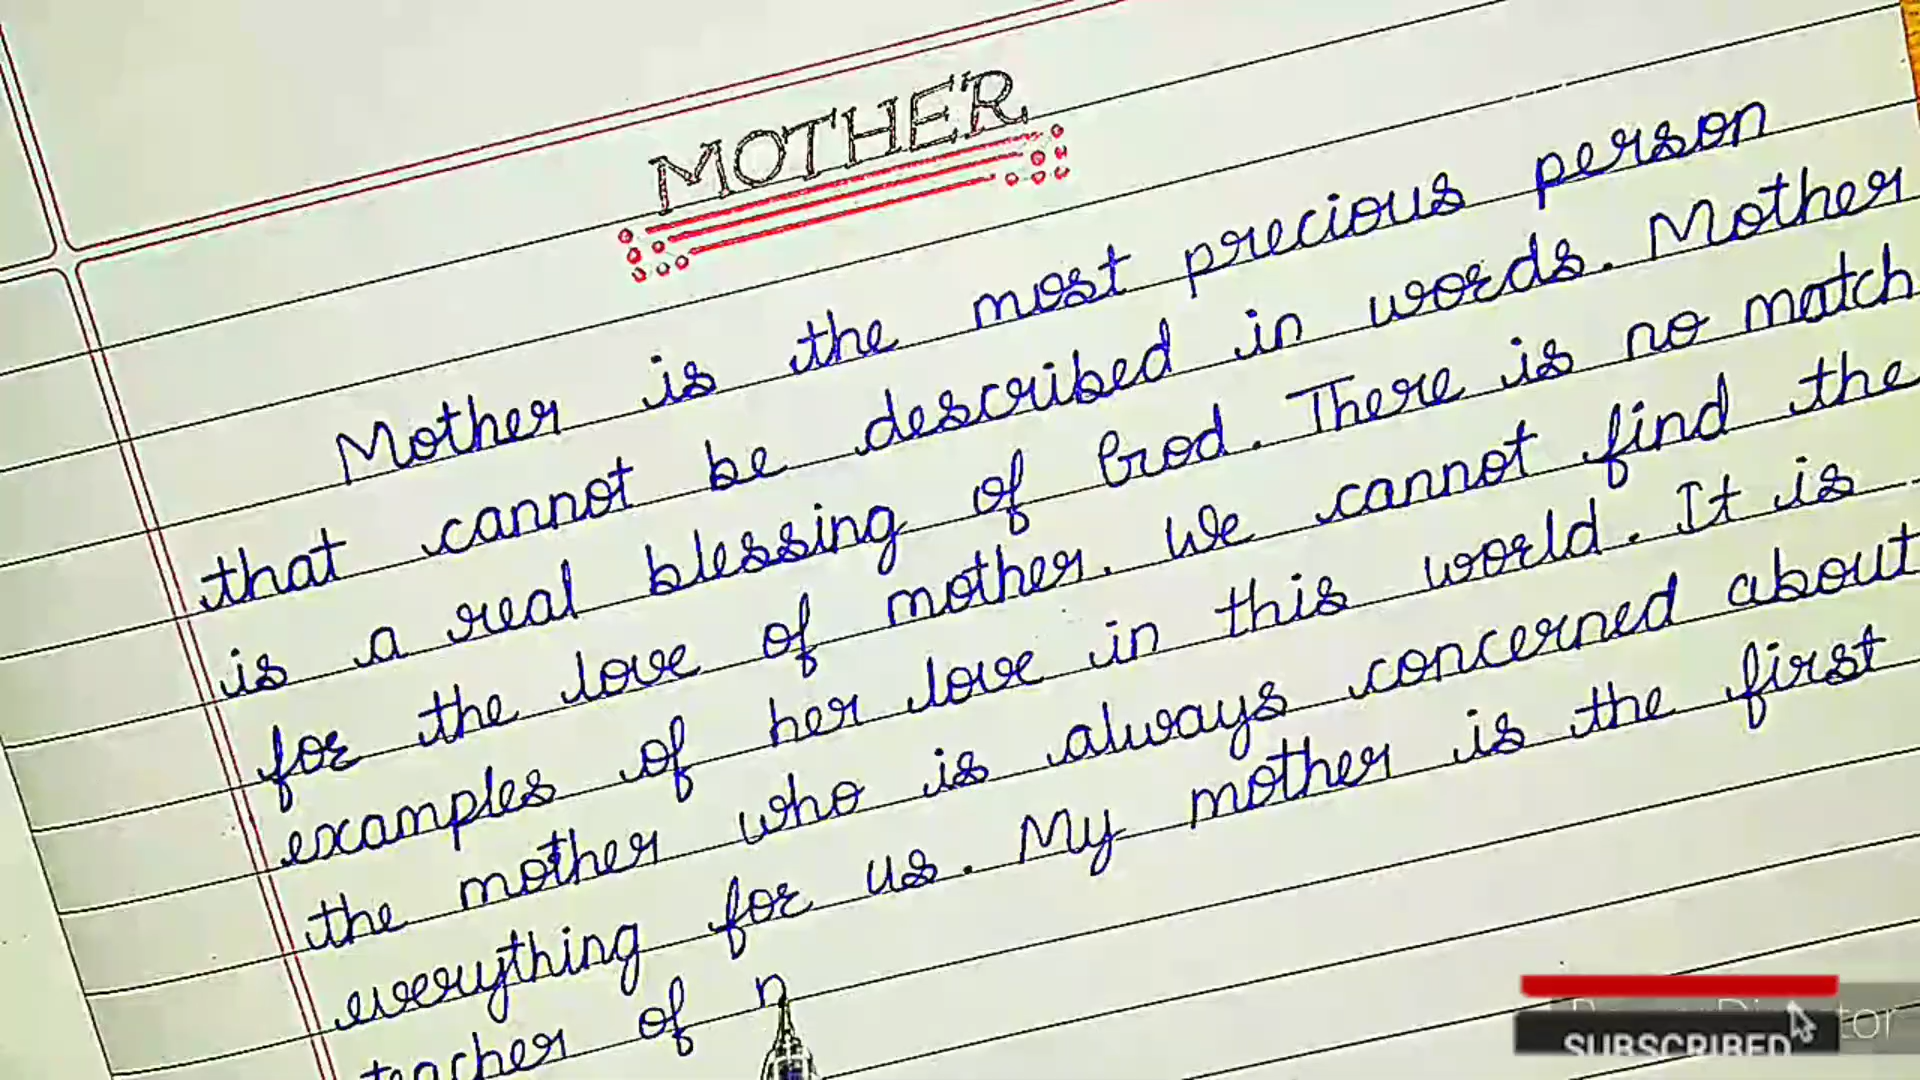 MOTHER
Mother is the most precious person
that cannot be described in words. Mother
is a real blessing of God. There is no match
for the love of mother. We cannot find the
examples of her love in this world. It is
the mother who is always concerned about
everything for us. My mother is the first
teacher of
SUBSCRIBED